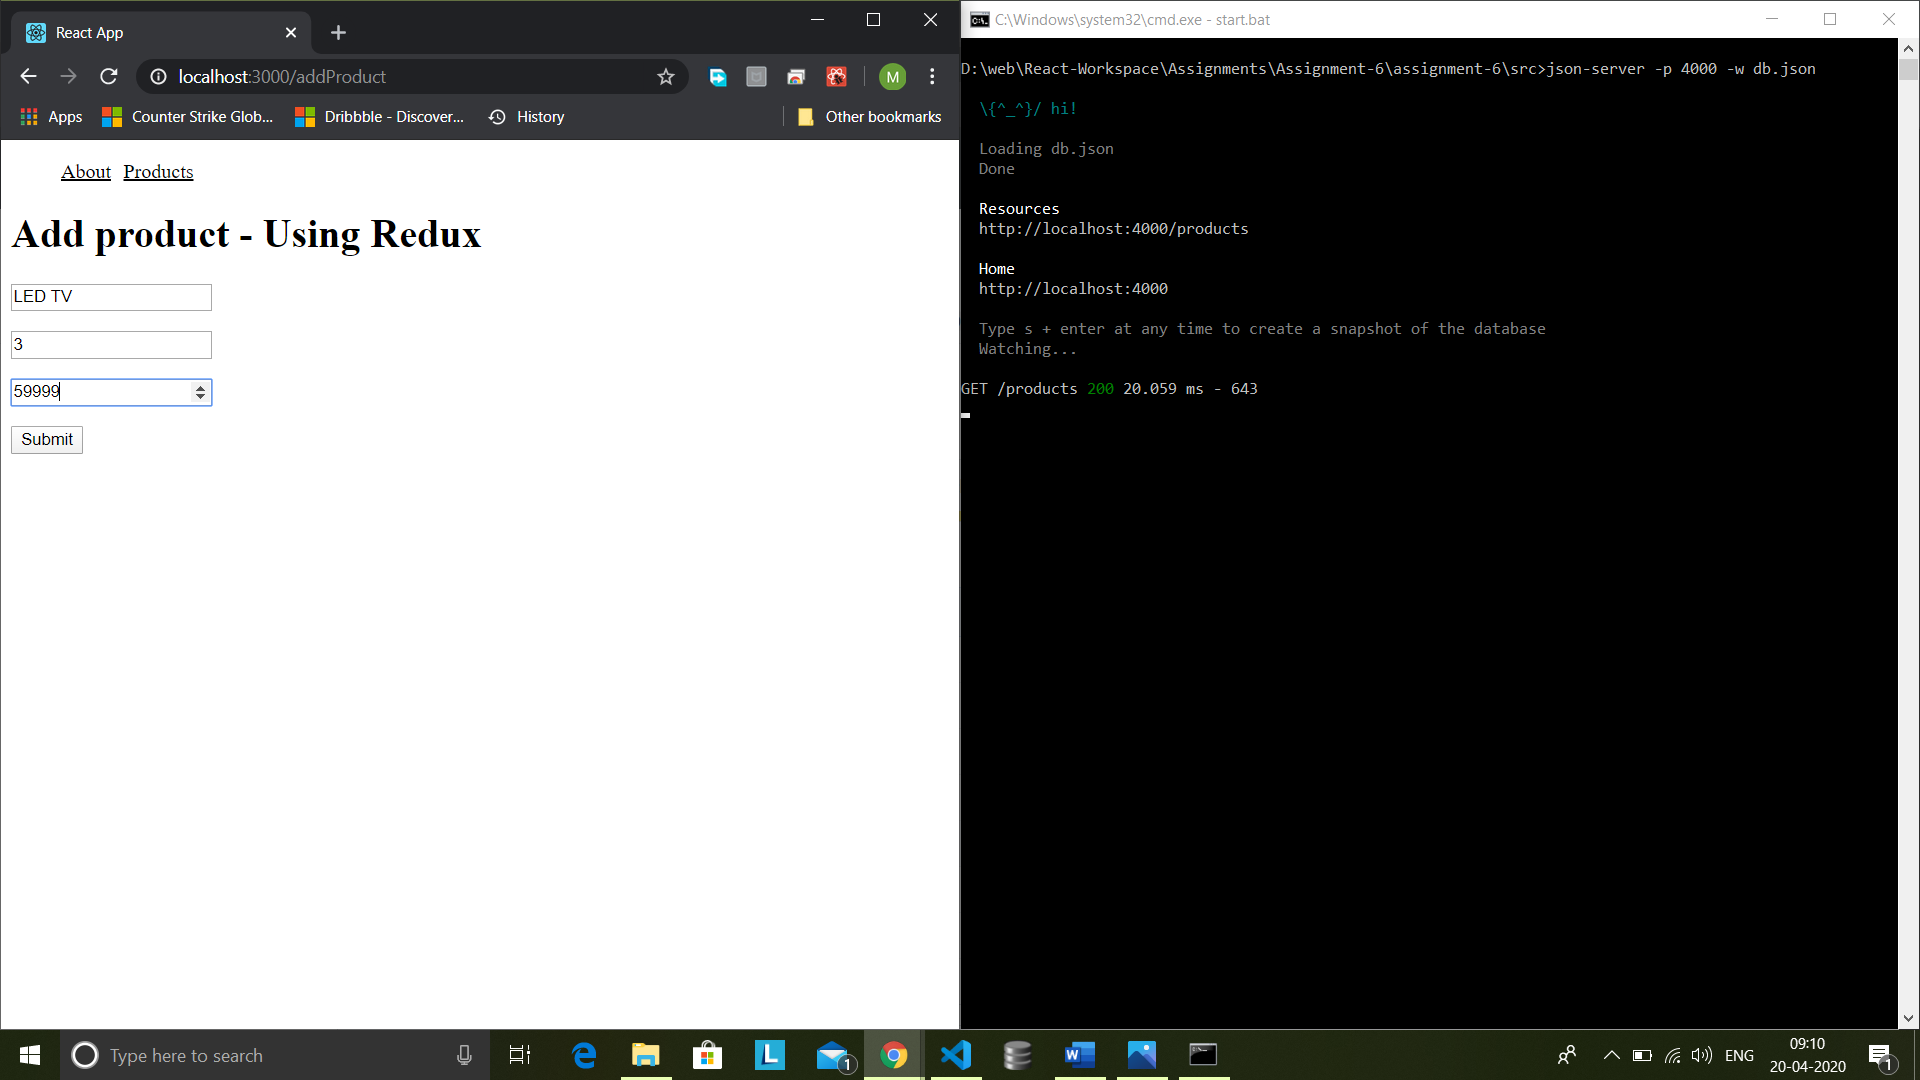 React App
localhost:3000/addProduct
M
Apps
Counter Strike Glob...
Dribbble - Discover...
History
Other bookmarks
About Products
Add product - Using Redux
LED TV
3
59999
Submit
C:\Windows\system32\cmd.exe - start.bat
D:\web\React-Workspace\Assignments\Assignment-6\assignment-6\src>json-server -p 4000 -w db.json
\{^_^}/ hi!
Loading db.json
Done
Resources
http://localhost:4000/products
Home
http://localhost:4000
Type s + enter at any time to create a snapshot of the database
Watching...
GET /products 200 20.059 ms - 643
Type here to search
L
1
W
ENG
09:10
20-04-2020
1